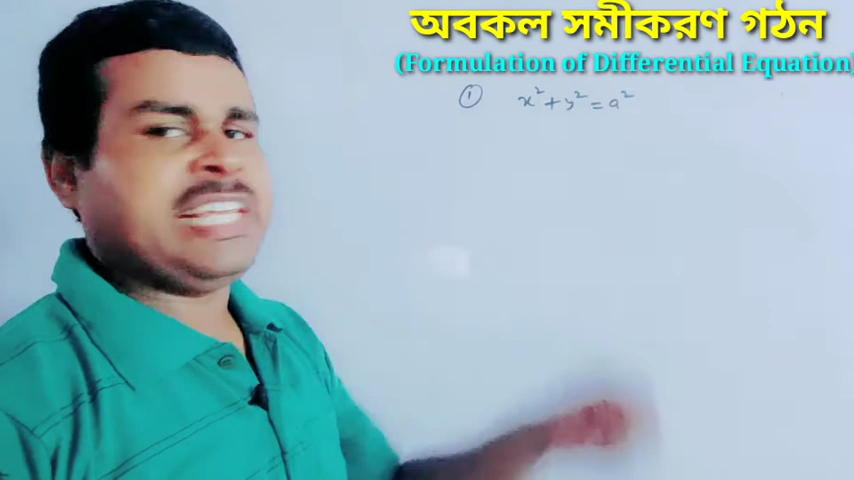 অবকল সমীকরণ গঠন
(Formulation of Differential Equation)
① x²+y²=a²